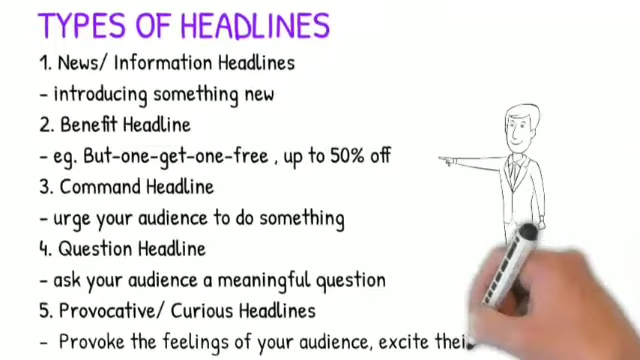 TYPES OF HEADLINES
1. News/ Information Headlines
- introducing something new
2. Benefit Headline
- eg. But-one-get-one-free , up to 50% off
3. Command Headline
- urge your audience to do something
4. Question Headline
- ask your audience a meaningful question
5. Provocative/ Curious Headlines
- Provoke the feelings of your audience, excite